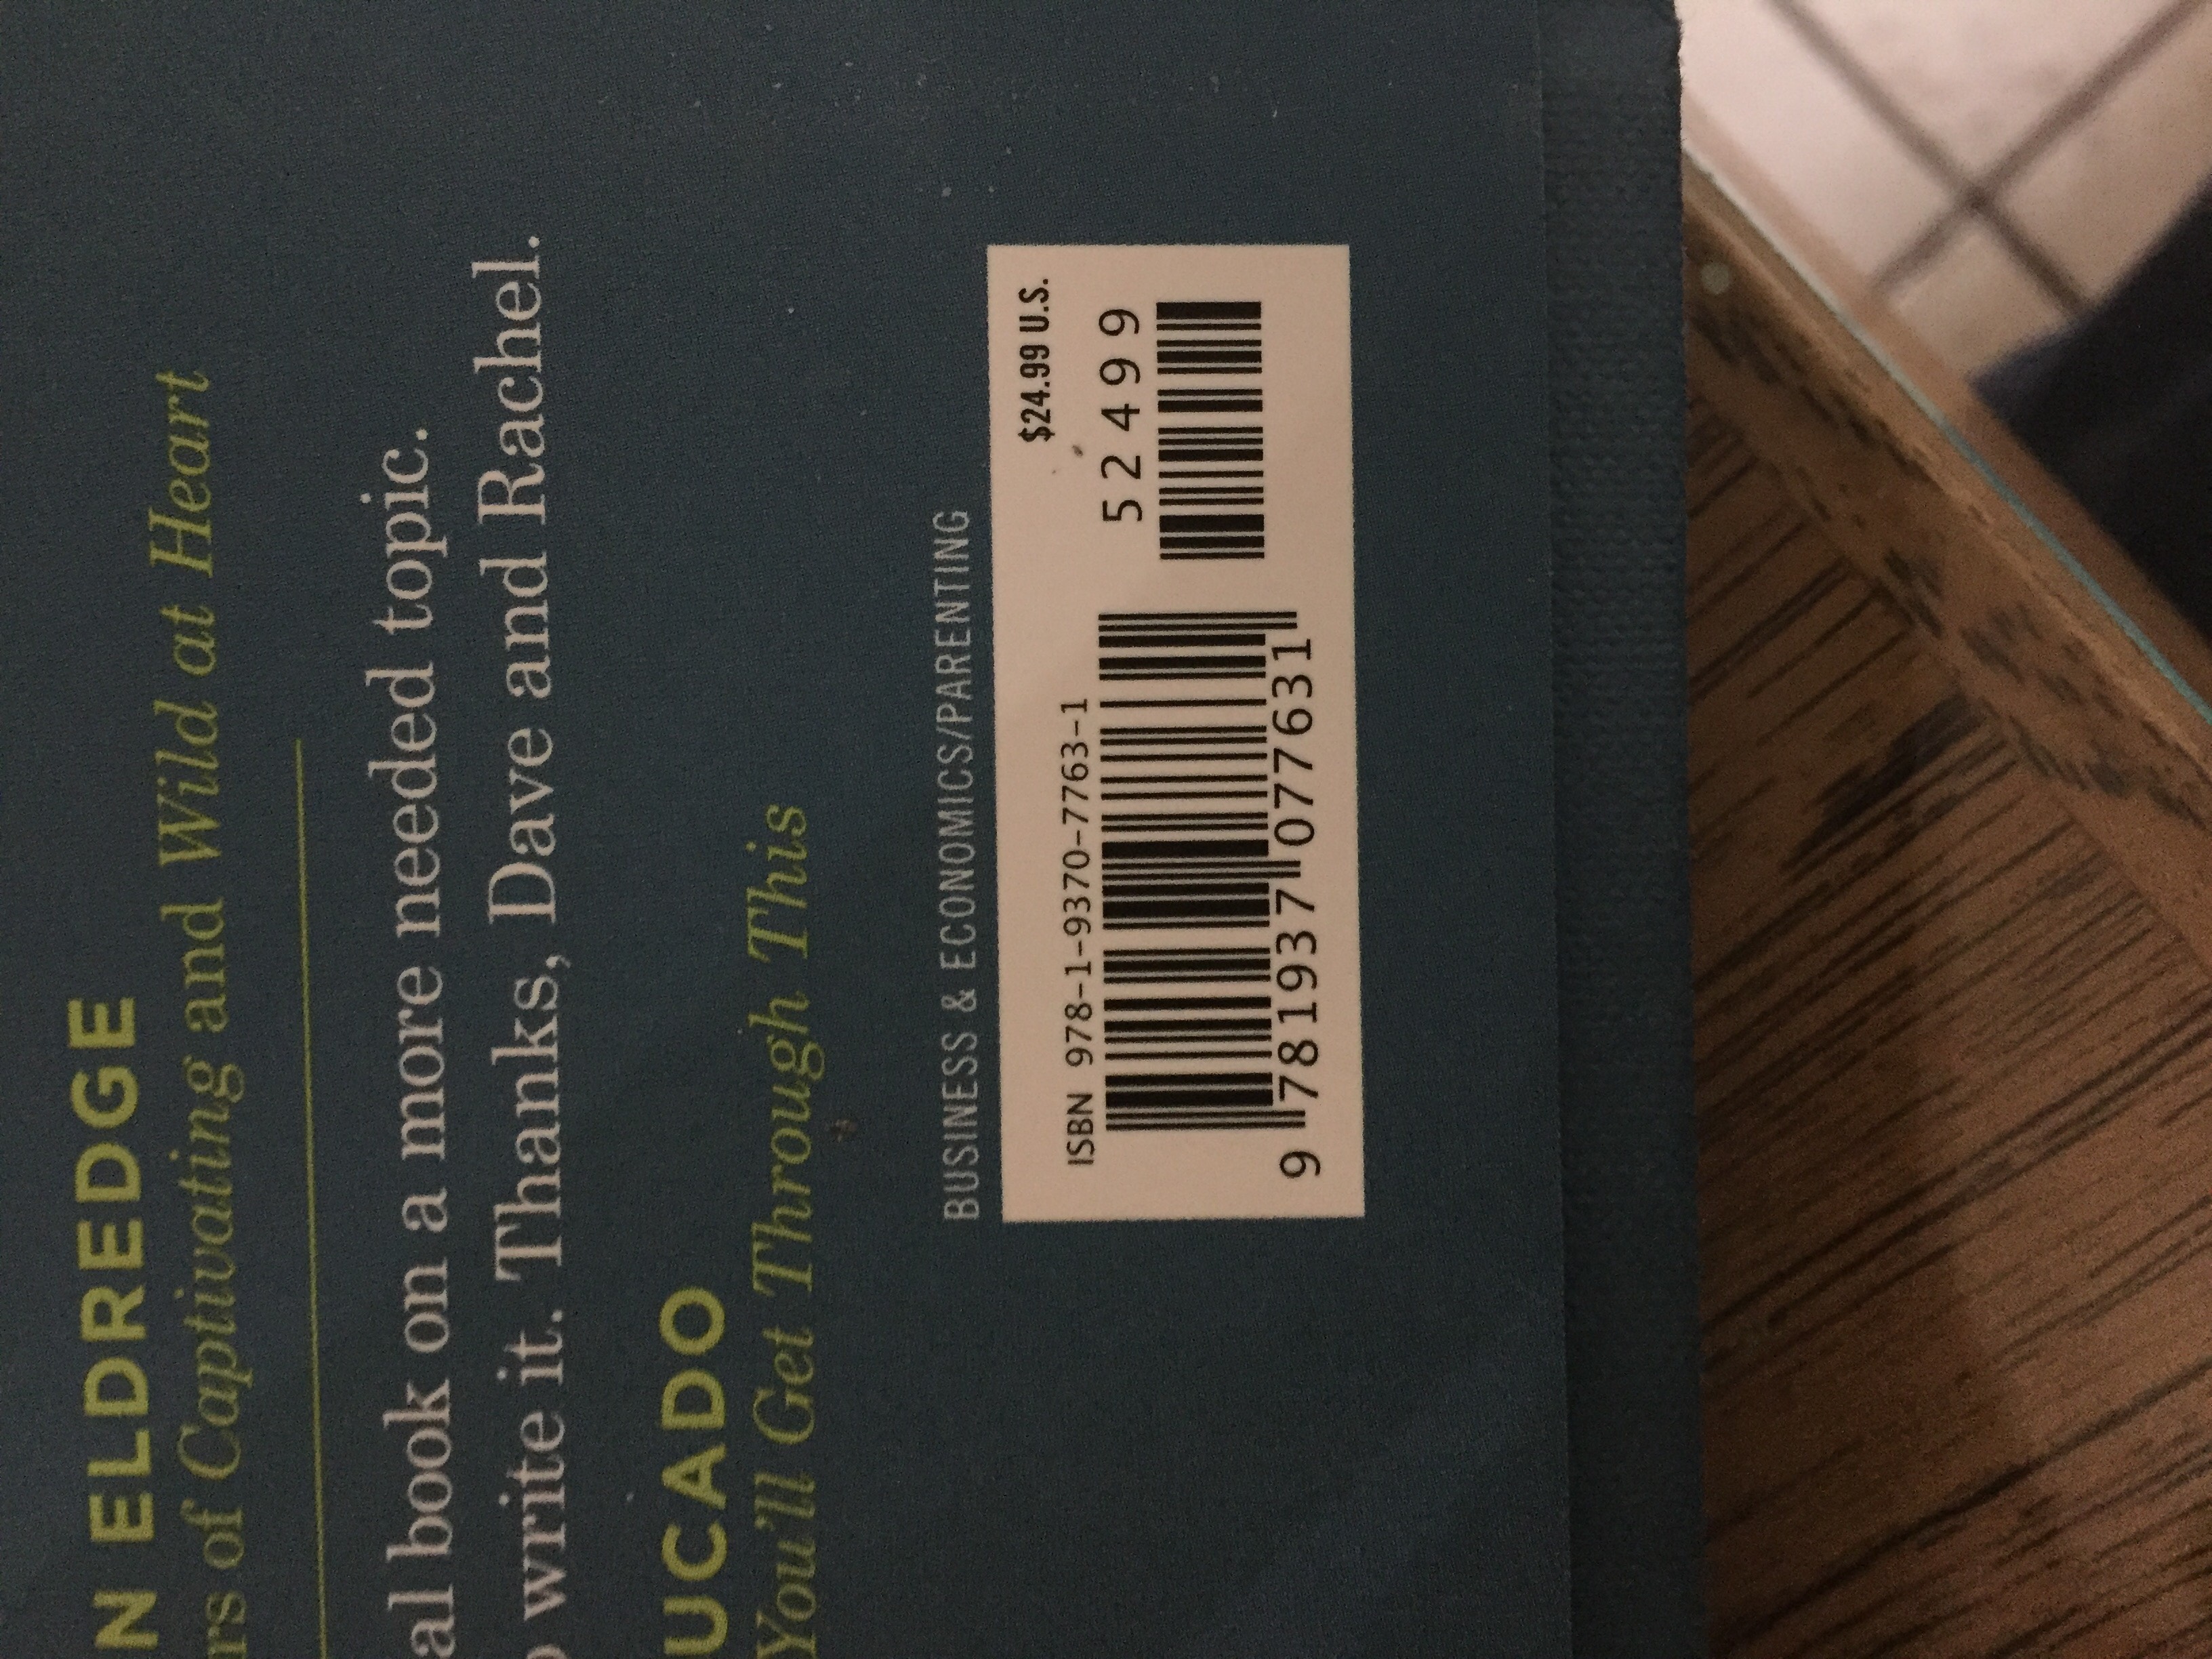 N ELDREDGE
rs of Captivating and Wild at Heart
al book on a more needed topic.
o write it. Thanks, Dave and Rachel.
UCADO
You'll Get Through This
BUSINESS & ECONOMICS/PARENTING
$24.99 U.S.
ISBN 978-1-9370-7763-1
52499
9 781937 077631